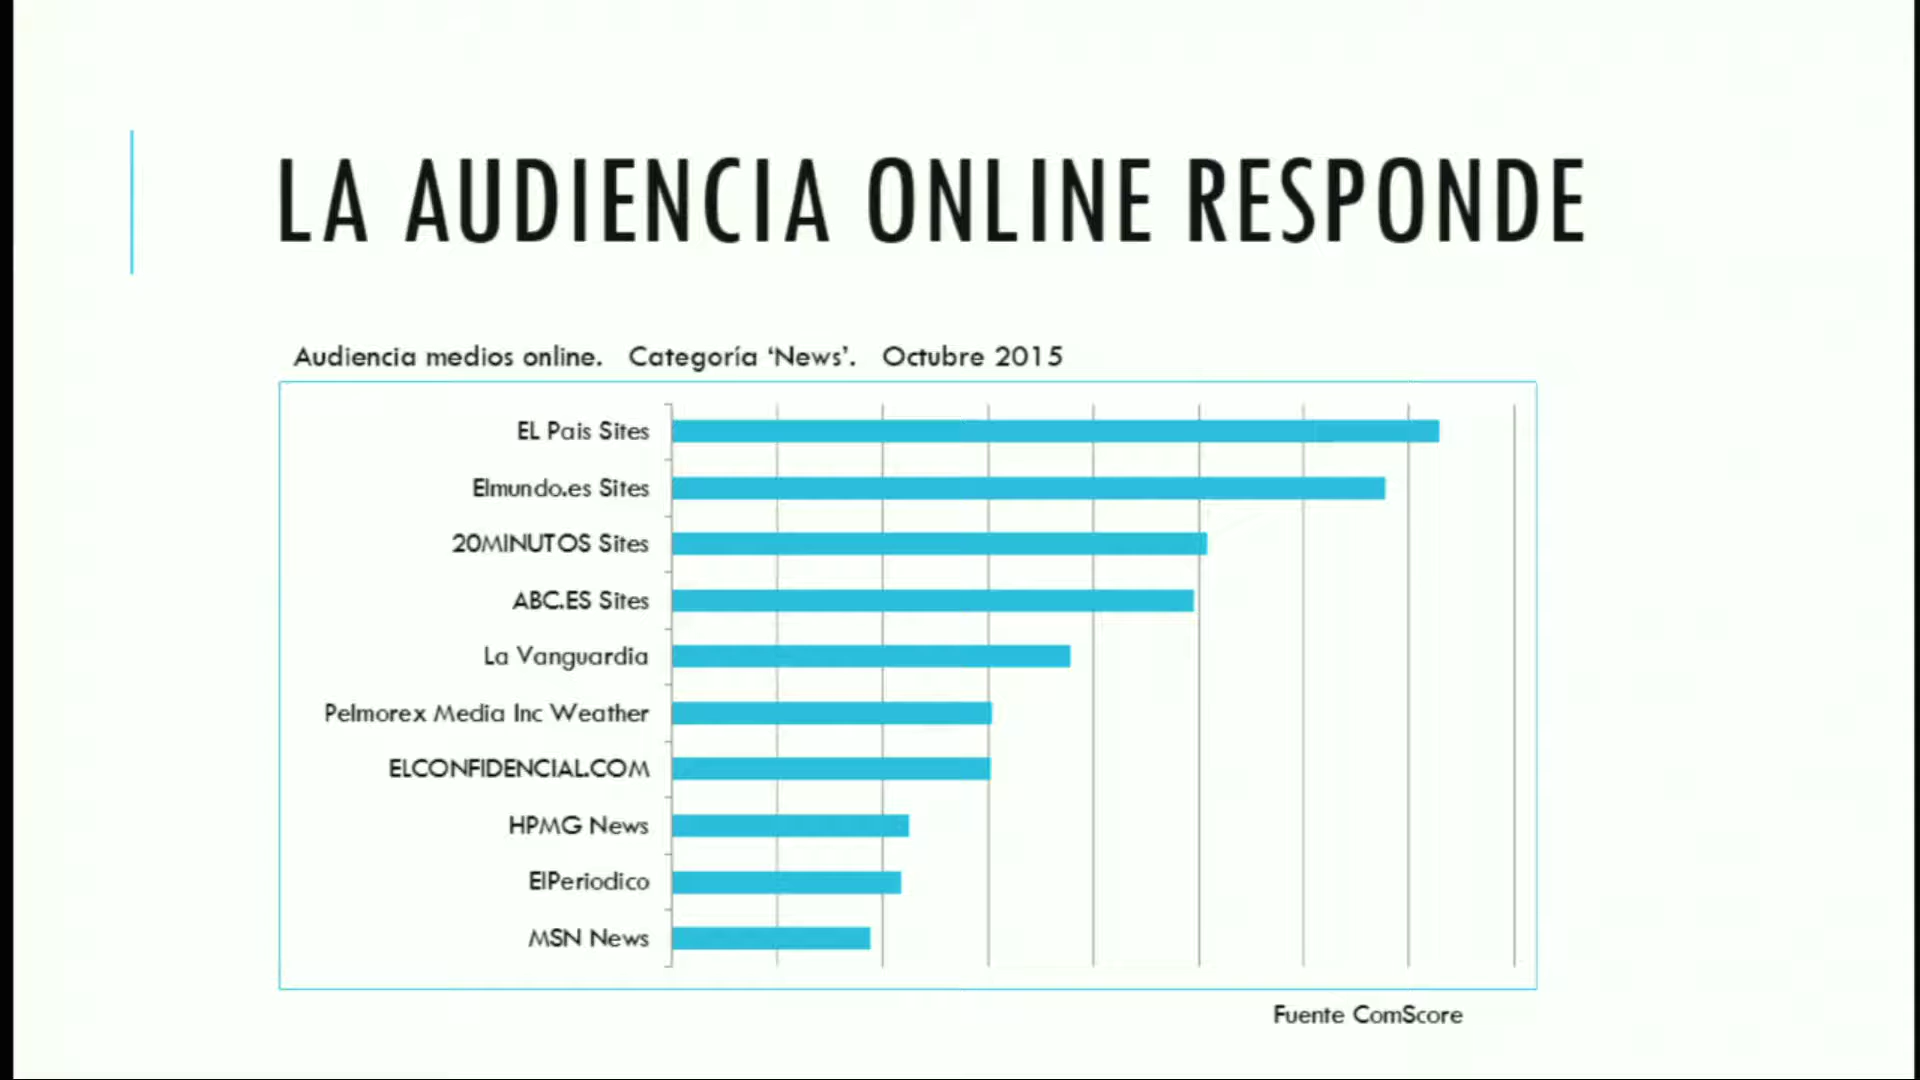 LA AUDIENCIA ONLINE RESPONDE
Audiencia medios online. Categoría ‘News’. Octubre 2015
EL Pais Sites
Elmundo.es Sites
20MINUTOS Sites
ABC.ES Sites
La Vanguardia
Pelmorex Media Inc Weather
ELCONFIDENCIAL.COM
HPMG News
ElPeriodico
MSN News
Fuente ComScore